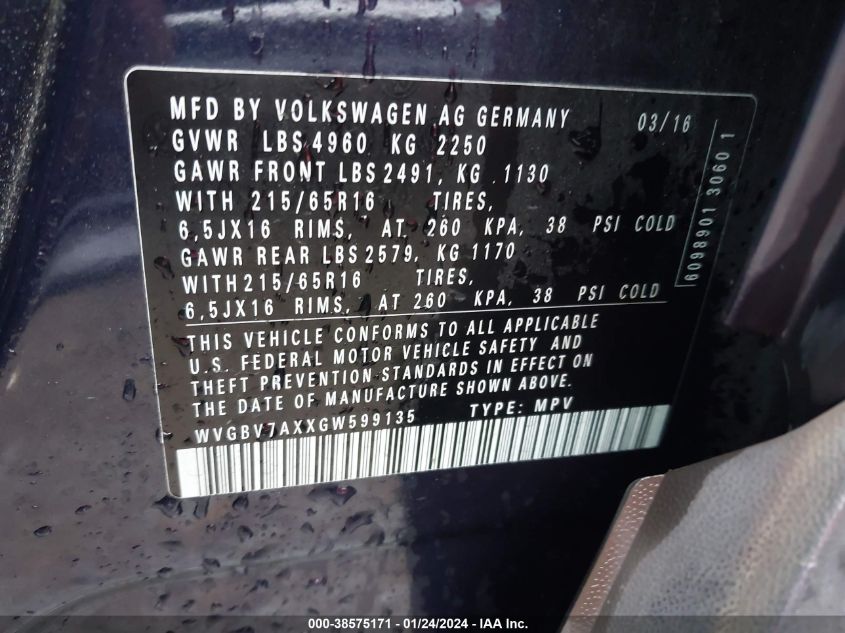 MFD BY VOLKSWAGEN AG GERMANY 03/16
GVWR LBS 4960 KG 2250
GAWR FRONT LBS 2491, KG .1130
WITH 215/65R16 TIRES,
6,5JX16 RIMS, AT 260 KPA, 38 PSI COLD
GAWR REAR LBS 2579, KG 1170
WITH 215/65R16 TIRES,
6,5JX16 RIMS, AT 260 KPA, 38 PSI COLD
THIS VEHICLE CONFORMS TO ALL APPLICABLE
U.S. FEDERAL MOTOR VEHICLE SAFETY AND
THEFT PREVENTION STANDARDS IN EFFECT ON
THE DATE OF MANUFACTURE SHOWN ABOVE.
WVGBV7AXXGW599135 TYPE: MPV
6098901 3060 1
000-38575171 - 01/24/2024 - IAA Inc.